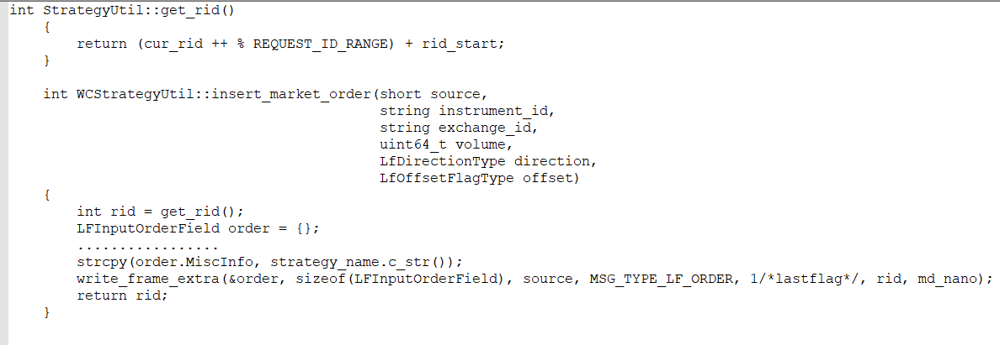 int StrategyUtil::get_rid()
{
return (cur_rid ++ % REQUEST_ID_RANGE) + rid_start;
}
int WCStrategyUtil::insert_market_order(short source,
string instrument_id,
string exchange_id,
uint64_t volume,
LfDirectionType direction,
LfOffsetFlagType offset)
{
int rid = get_rid();
LFInputOrderField order = {};
.................
strcpy(order.MiscInfo, strategy_name.c_str());
write_frame_extra(&order, sizeof(LFInputOrderField), source, MSG_TYPE_LF_ORDER, 1/*lastflag*/, rid, md_nano);
return rid;
}